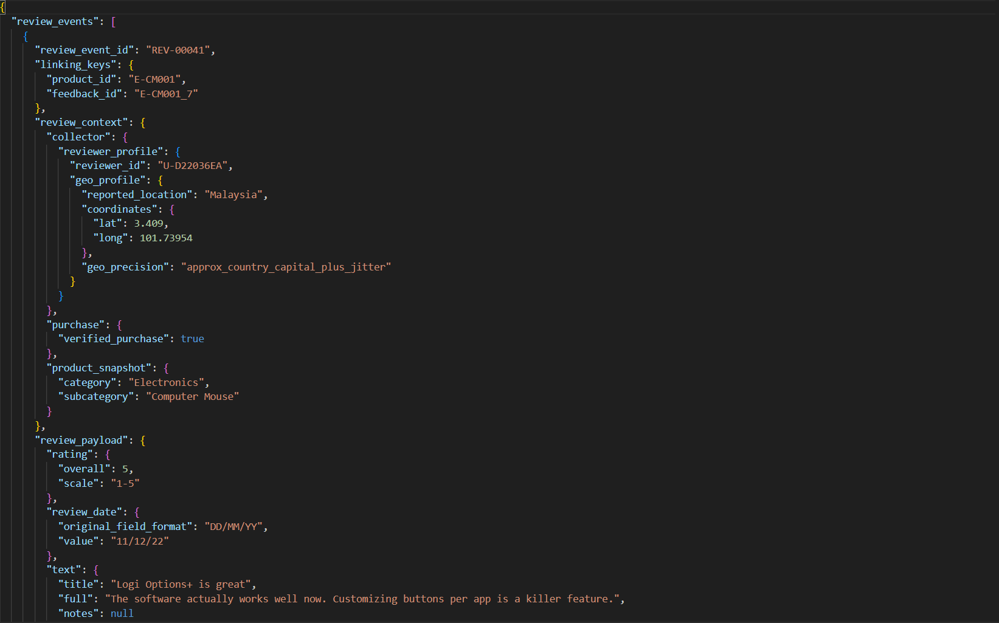 {
"review_events": [
{
"review_event_id": "REV-00041",
"linking_keys": {
"product_id": "E-CM001",
"feedback_id": "E-CM001_7"
},
"review_context": {
"collector": {
"reviewer_profile": {
"reviewer_id": "U-D22036EA",
"geo_profile": {
"reported_location": "Malaysia",
"coordinates": {
"lat": 3.409,
"long": 101.73954
},
"geo_precision": "approx_country_capital_plus_jitter"
}
}
},
"purchase": {
"verified_purchase": true
},
"product_snapshot": {
"category": "Electronics",
"subcategory": "Computer Mouse"
}
},
"review_payload": {
"rating": {
"overall": 5,
"scale": "1-5"
},
"review_date": {
"original_field_format": "DD/MM/YY",
"value": "11/12/22"
},
"text": {
"title": "Logi Options+ is great",
"full": "The software actually works well now. Customizing buttons per app is a killer feature.",
"notes": null